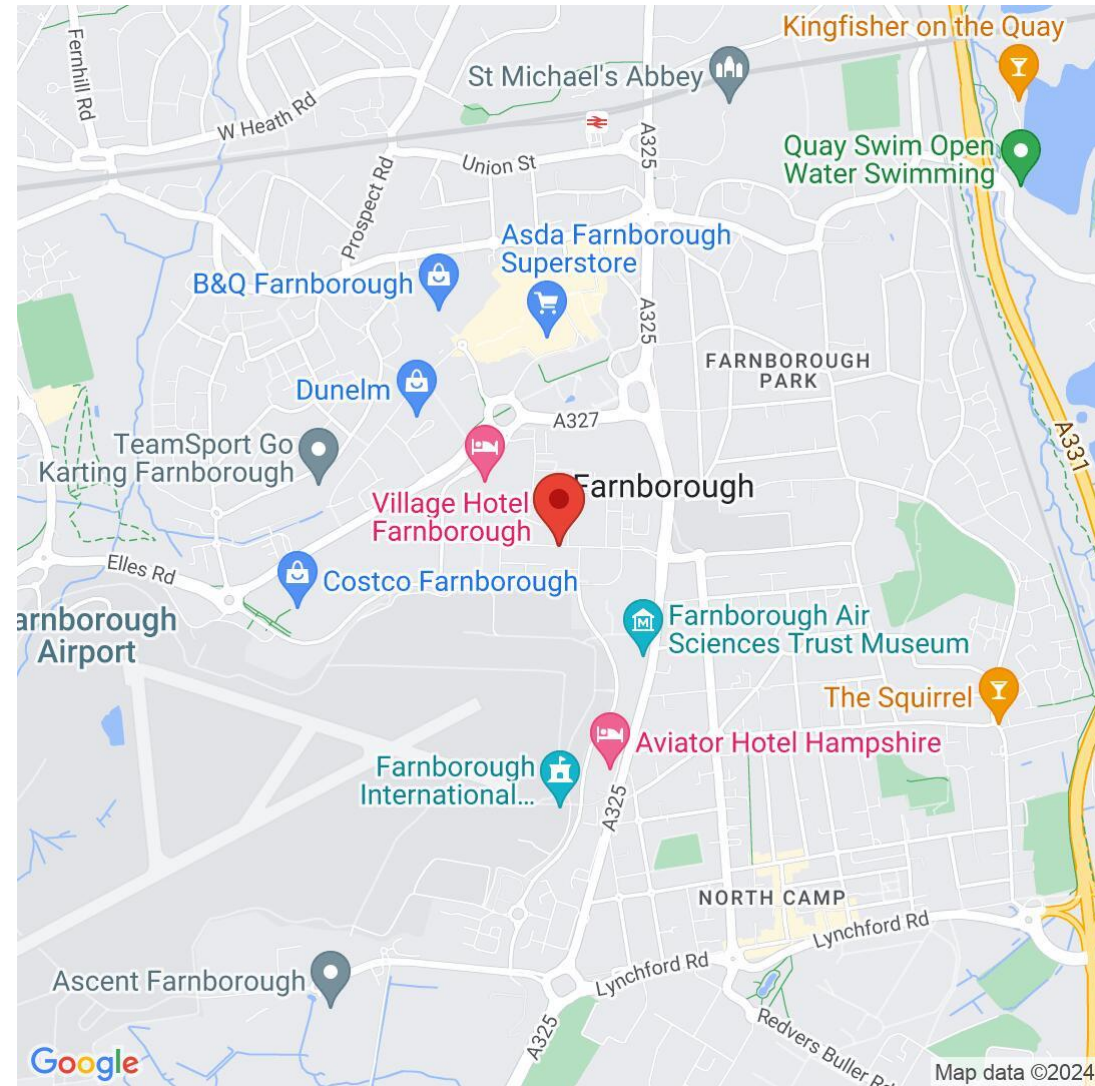 Kingfisher on the Quay
Fernhill Rd
St Michael's Abbey
W Heath Rd
A325
Union St
Quay Swim Open
Water Swimming
Prospect Rd
Asda Farnborough
Superstore
B&Q Farnborough
A325
FARNBOROUGH
PARK
Dunelm
A327
A331
TeamSport Go
Karting Farnborough
Farnborough
Village Hotel
Farnborough
Elles Rd
Costco Farnborough
arnborough
Airport
M
Farnborough Air
Sciences Trust Museum
The Squirrel
Aviator Hotel Hampshire
Farnborough
International...
A325
NORTH CAMP
Lynchford Rd
Lynchford Rd
Ascent Farnborough
A325
Redvers Buller Rd
Google
Map data ©2024